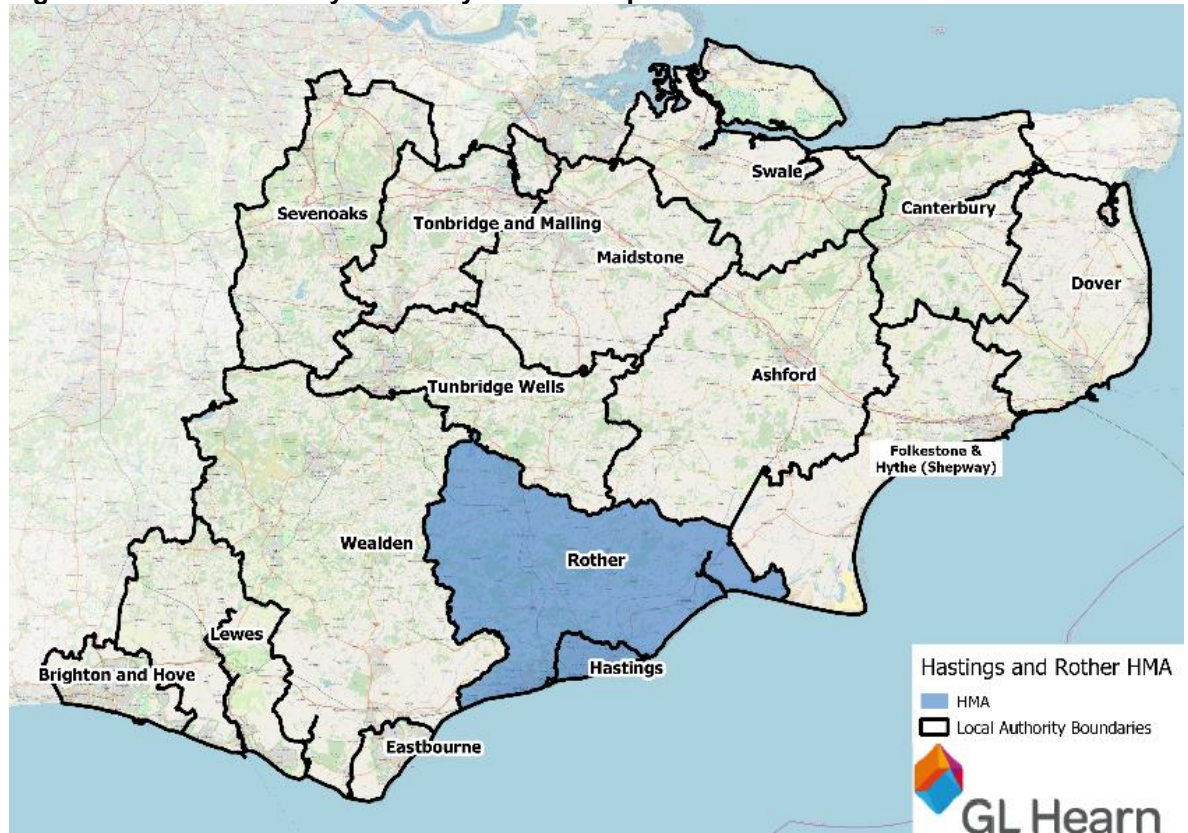 Swale
Sevenoaks
Canterbury
Tonbridge and Malling
Maidstone
Dover
Ashford
Tunbridge Wells
Folkestone &
Hythe (Shepway)
Wealden
Rother
Lewes
Hastings
Brighton and Hove
Eastbourne
Hastings and Rother HMA
HMA
Local Authority Boundaries
GL Hearn